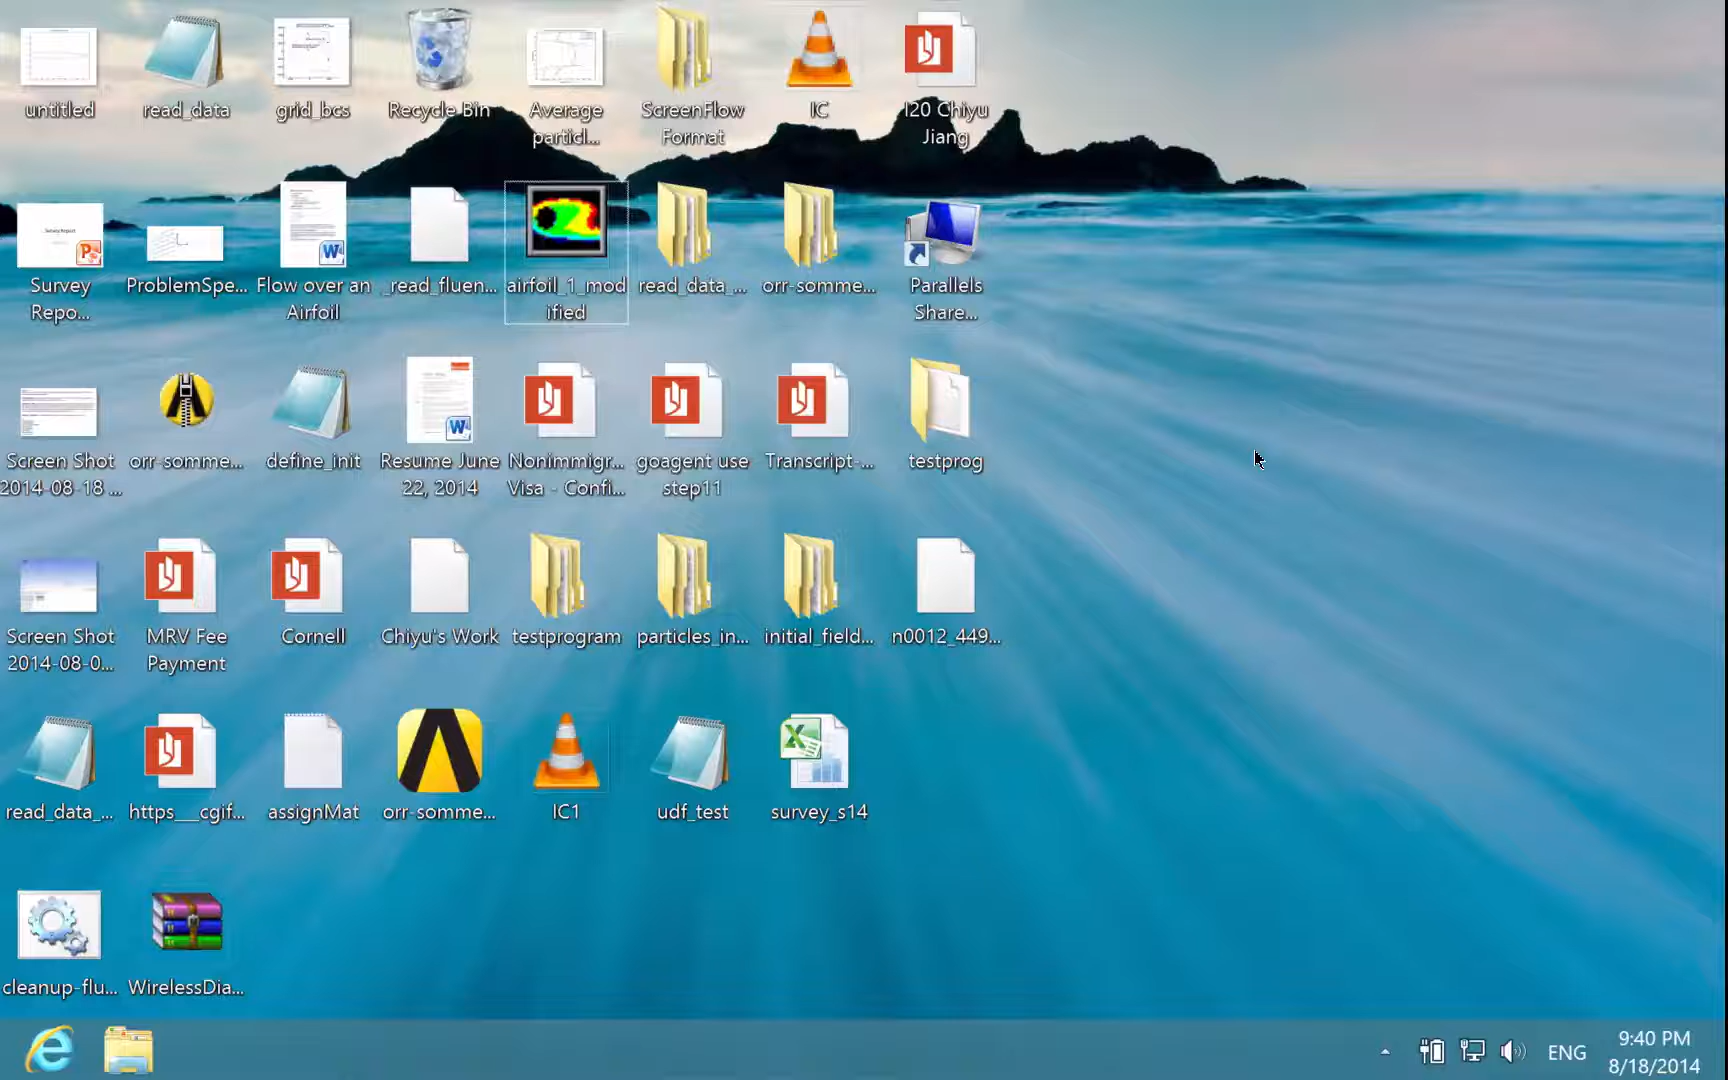 untitled
read_data
grid_bcs
Recycle Bin
Average
particl...
ScreenFlow
Format
IC
I20 Chiyu
Jiang
Survey
Repo...
ProblemSpe...
Flow over an
Airfoil
_read_fluen...
airfoil_1_mod
ified
read_data_...
orr-somme...
Parallels
Share...
Screen Shot
2014-08-18 ...
orr-somme...
define_init
Resume June
22, 2014
Nonimmigr...
Visa - Confi...
goagent use
step11
Transcript-...
testprog
Screen Shot
2014-08-0...
MRV Fee
Payment
Cornell
Chiyu's Work
testprogram
particles_in...
initial_field...
n0012_449...
read_data_...
https___cgif...
assignMat
orr-somme...
IC1
udf_test
survey_s14
cleanup-flu...
WirelessDia...
ENG
9:40 PM
8/18/2014